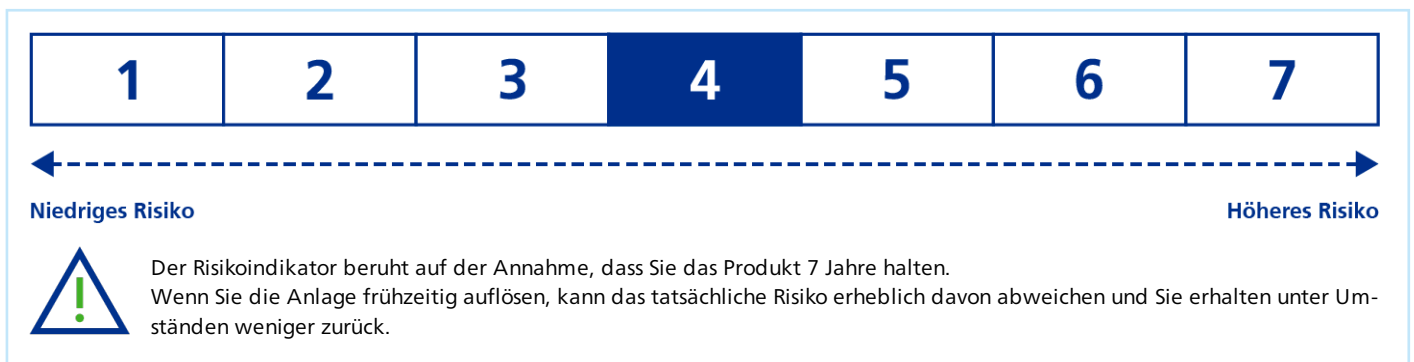 1 2 3 4 5 6 7
Niedriges Risiko Höheres Risiko
Der Risikoindikator beruht auf der Annahme, dass Sie das Produkt 7 Jahre halten.
Wenn Sie die Anlage frühzeitig auflösen, kann das tatsächliche Risiko erheblich davon abweichen und Sie erhalten unter Um-
ständen weniger zurück.